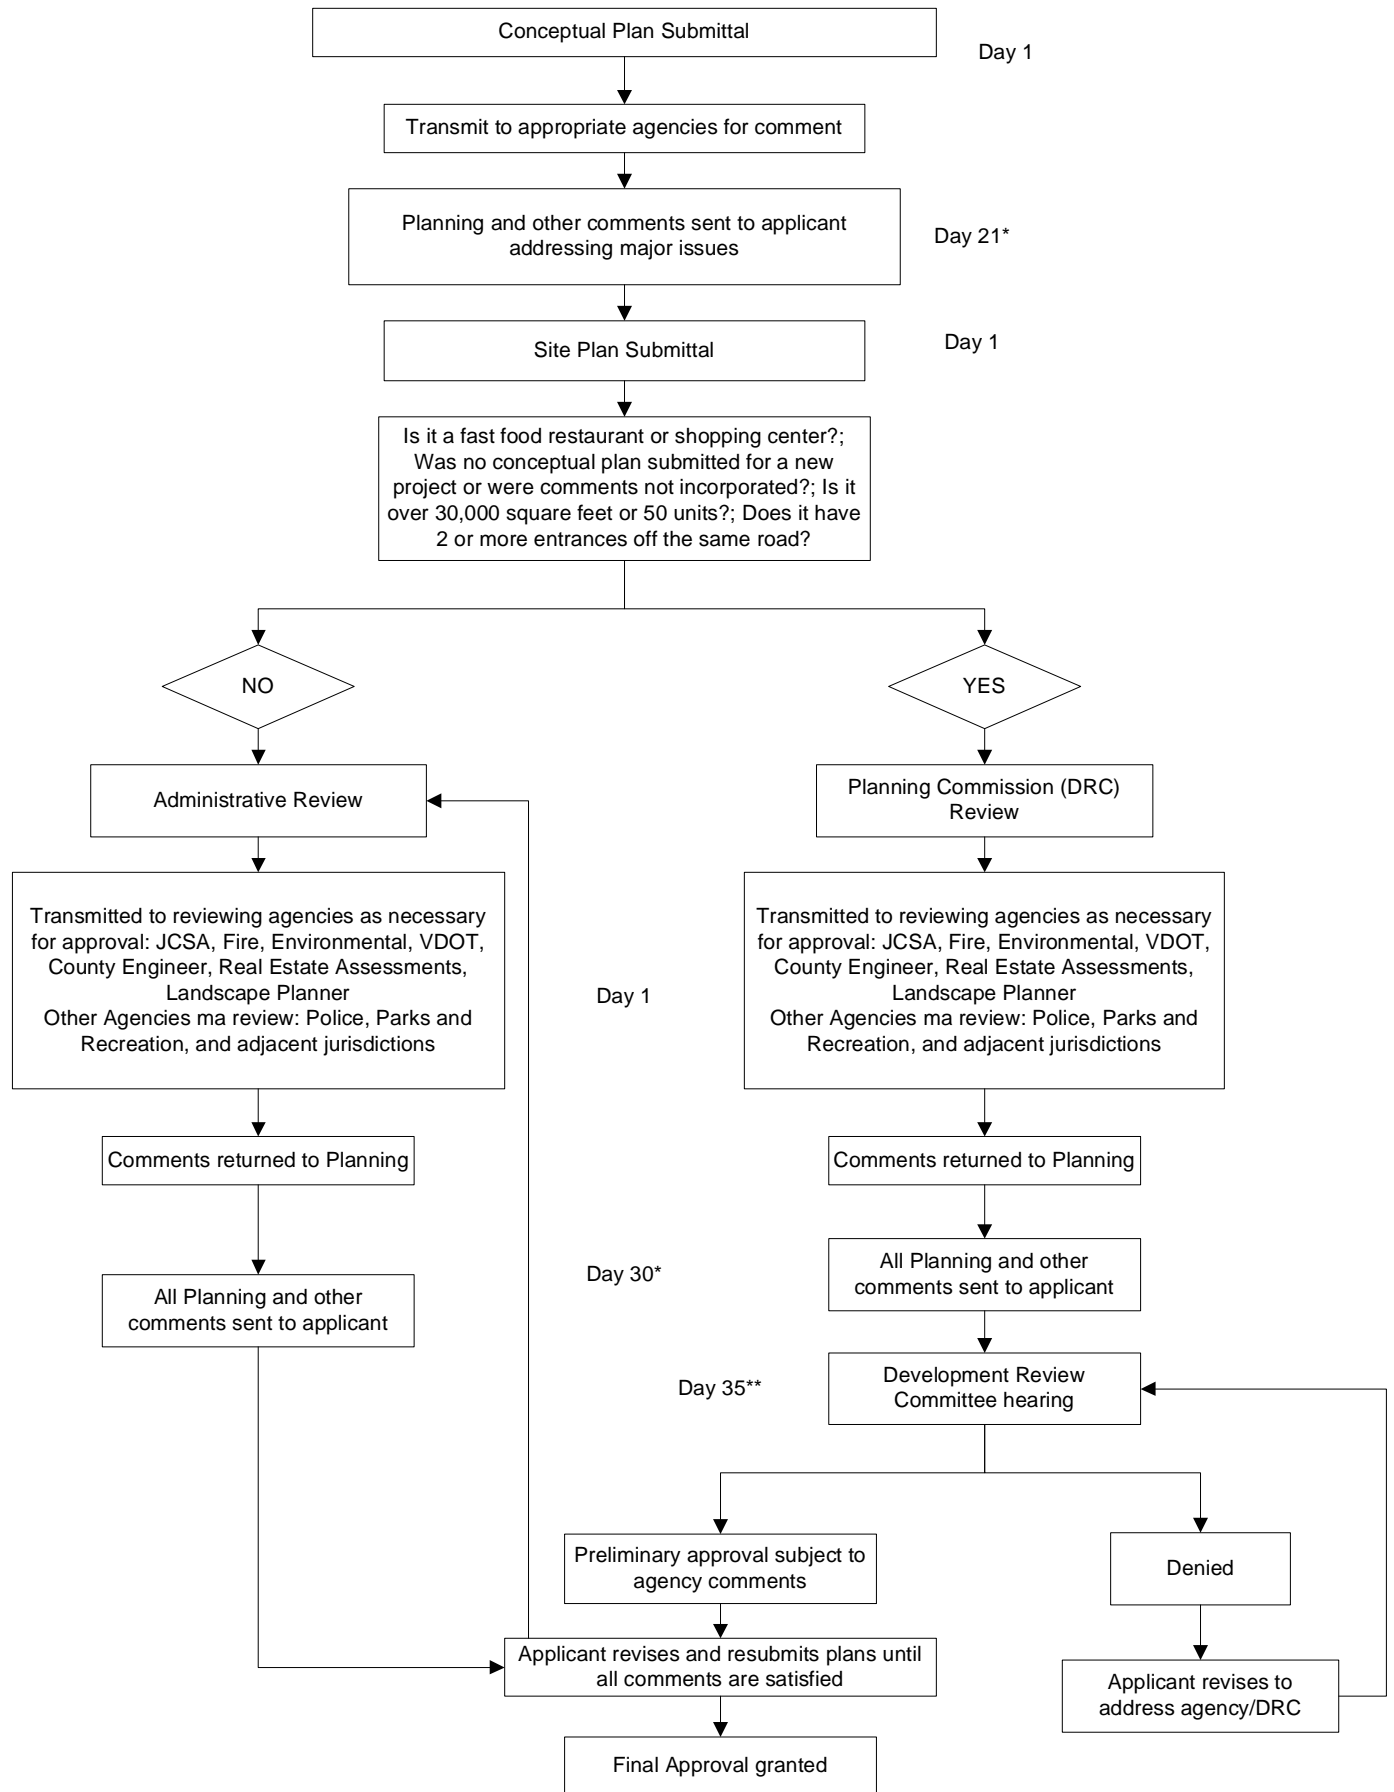 Conceptual Plan Submittal
Day 1
Transmit to appropriate agencies for comment
Planning and other comments sent to applicant
addressing major issues
Day 21*
Site Plan Submittal
Day 1
Is it a fast food restaurant or shopping center?;
Was no conceptual plan submitted for a new
project or were comments not incorporated?; Is it
over 30,000 square feet or 50 units?; Does it have
2 or more entrances off the same road?
NO
YES
Administrative Review
Planning Commission (DRC)
Review
Transmitted to reviewing agencies as necessary
for approval: JCSA, Fire, Environmental, VDOT,
County Engineer, Real Estate Assessments,
Landscape Planner
Other Agencies ma review: Police, Parks and
Recreation, and adjacent jurisdictions
Day 1
Transmitted to reviewing agencies as necessary
for approval: JCSA, Fire, Environmental, VDOT,
County Engineer, Real Estate Assessments,
Landscape Planner
Other Agencies ma review: Police, Parks and
Recreation, and adjacent jurisdictions
Comments returned to Planning
Comments returned to Planning
All Planning and other
comments sent to applicant
Day 30*
All Planning and other
comments sent to applicant
Day 35**
Development Review
Committee hearing
Preliminary approval subject to
agency comments
Denied
Applicant revises and resubmits plans until
all comments are satisfied
Applicant revises to
address agency/DRC
Final Approval granted